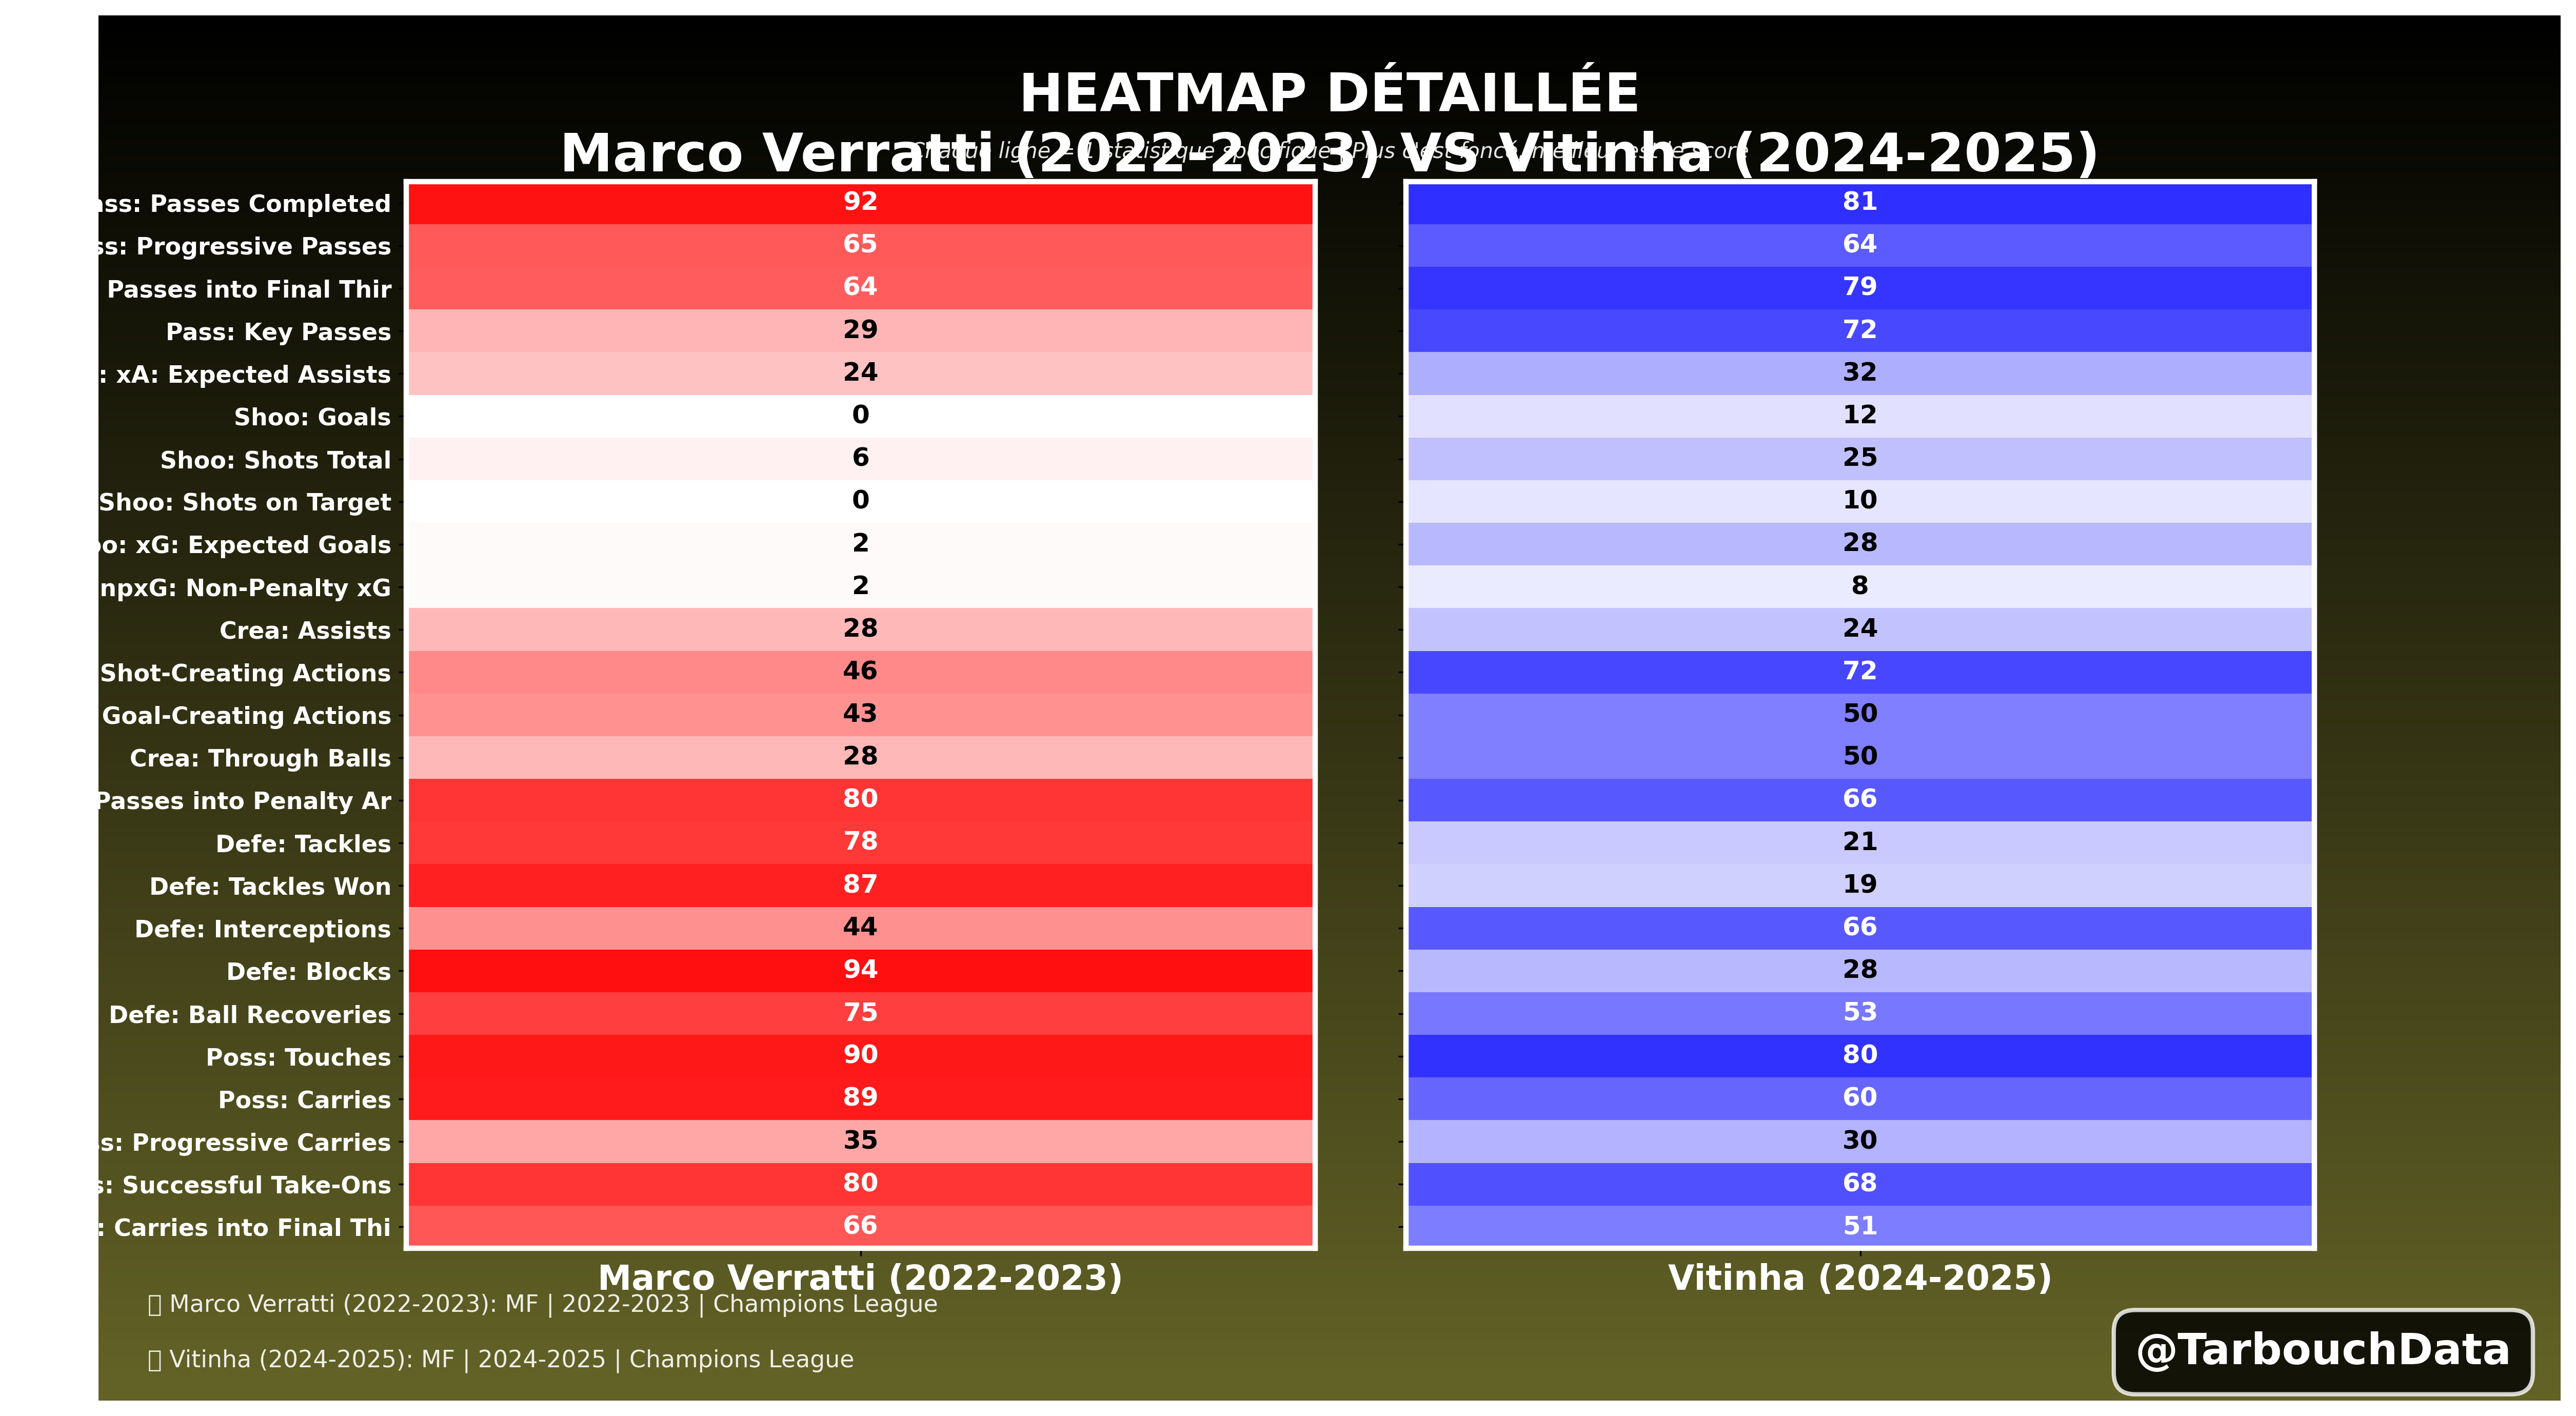 HEATMAP DÉTAILLÉE
Marco Verratti (2022-2023) VS Vitinha (2024-2025)
Chaque ligne = 1 statistique spécifique | Plus c'est foncé, meilleur est le score
ass: Passes Completed 92 81
ss: Progressive Passes 65 64
Passes into Final Thir 64 79
Pass: Key Passes 29 72
: xA: Expected Assists 24 32
Shoo: Goals 0 12
Shoo: Shots Total 6 25
Shoo: Shots on Target 0 10
oo: xG: Expected Goals 2 28
npxG: Non-Penalty xG 2 8
Crea: Assists 28 24
Shot-Creating Actions 46 72
Goal-Creating Actions 43 50
Crea: Through Balls 28 50
Passes into Penalty Ar 80 66
Defe: Tackles 78 21
Defe: Tackles Won 87 19
Defe: Interceptions 44 66
Defe: Blocks 94 28
Defe: Ball Recoveries 75 53
Poss: Touches 90 80
Poss: Carries 89 60
s: Progressive Carries 35 30
s: Successful Take-Ons 80 68
: Carries into Final Thi 66 51
Marco Verratti (2022-2023) Vitinha (2024-2025)
Marco Verratti (2022-2023): MF | 2022-2023 | Champions League
Vitinha (2024-2025): MF | 2024-2025 | Champions League
@TarbouchData